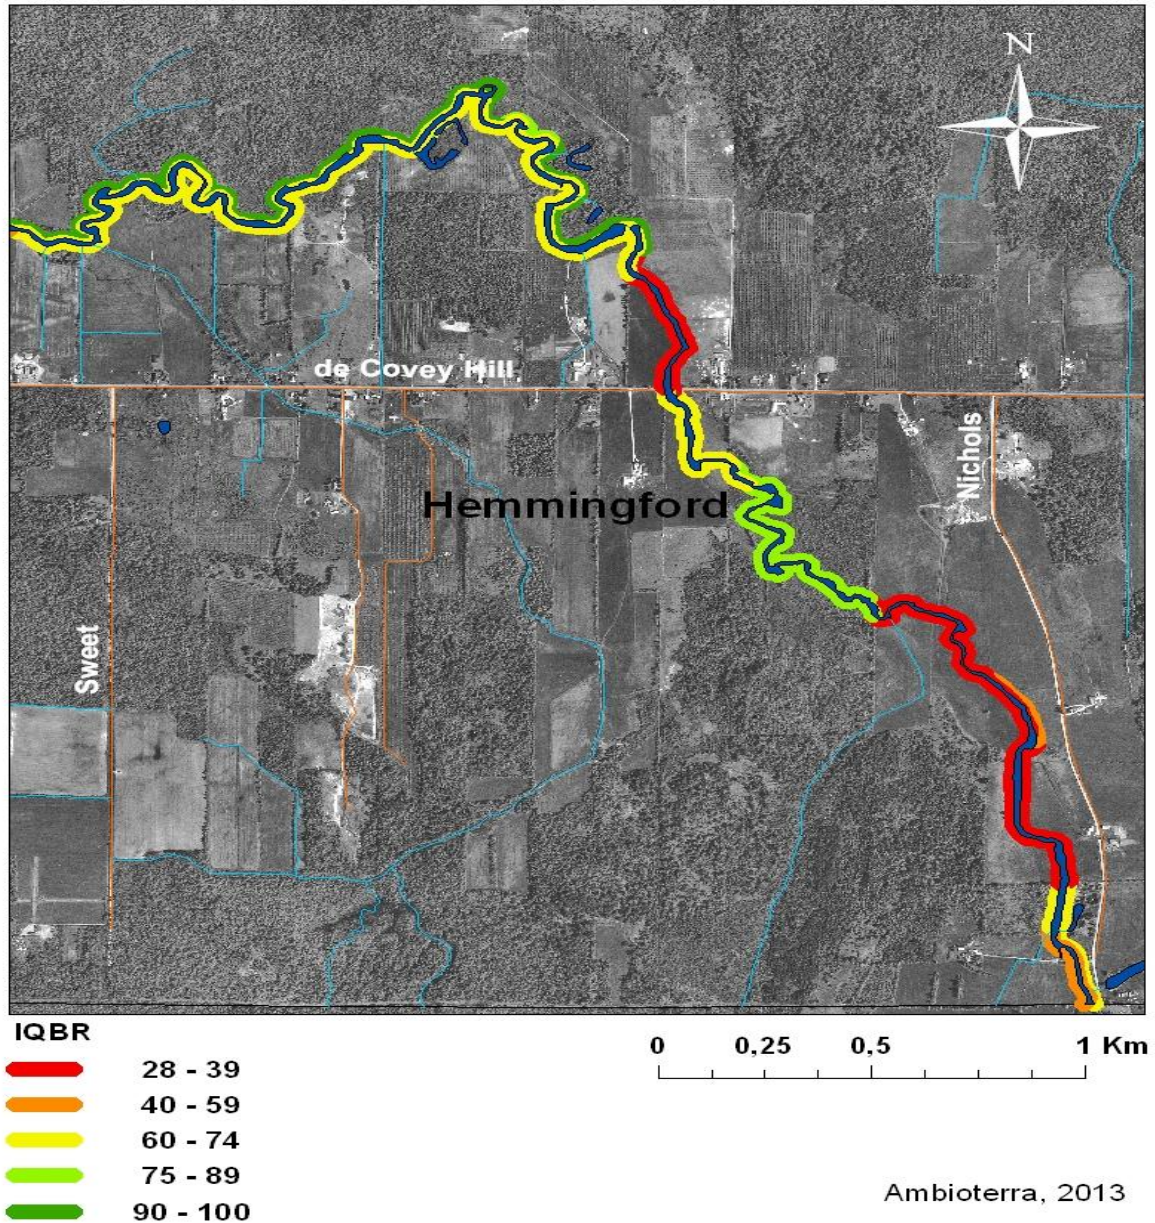 N
de Covey Hill
Nichols
Hemmingford
Sweet
IQBR
28 - 39
40 - 59
60 - 74
75 - 89
90 - 100
0 0,25 0,5 1 Km
Ambioterra, 2013